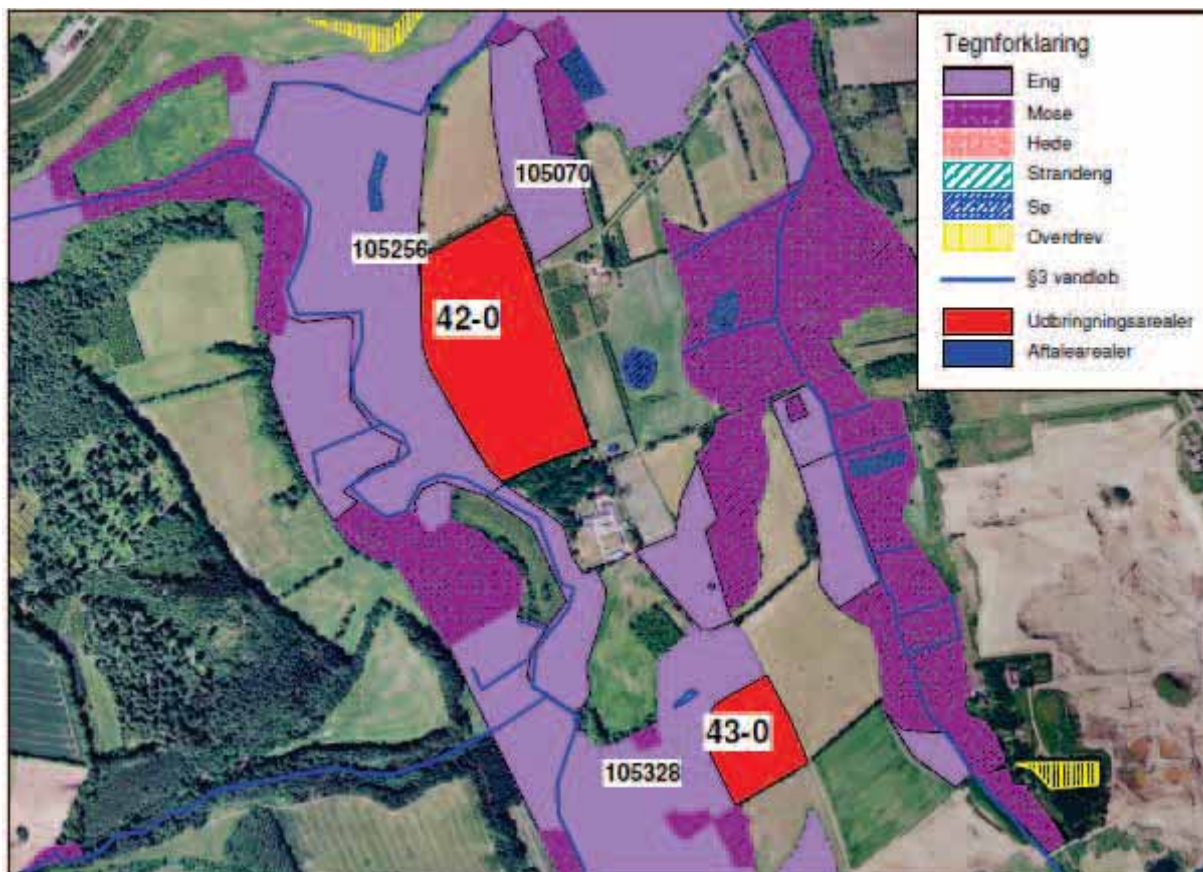 Tegnforklaring
Eng
Mose
Hede
Strandeng
Sø
Overdrev
§3 vandløb
Udbringningsarealer
Aftalearealer
105070
105256
42-0
43-0
105328